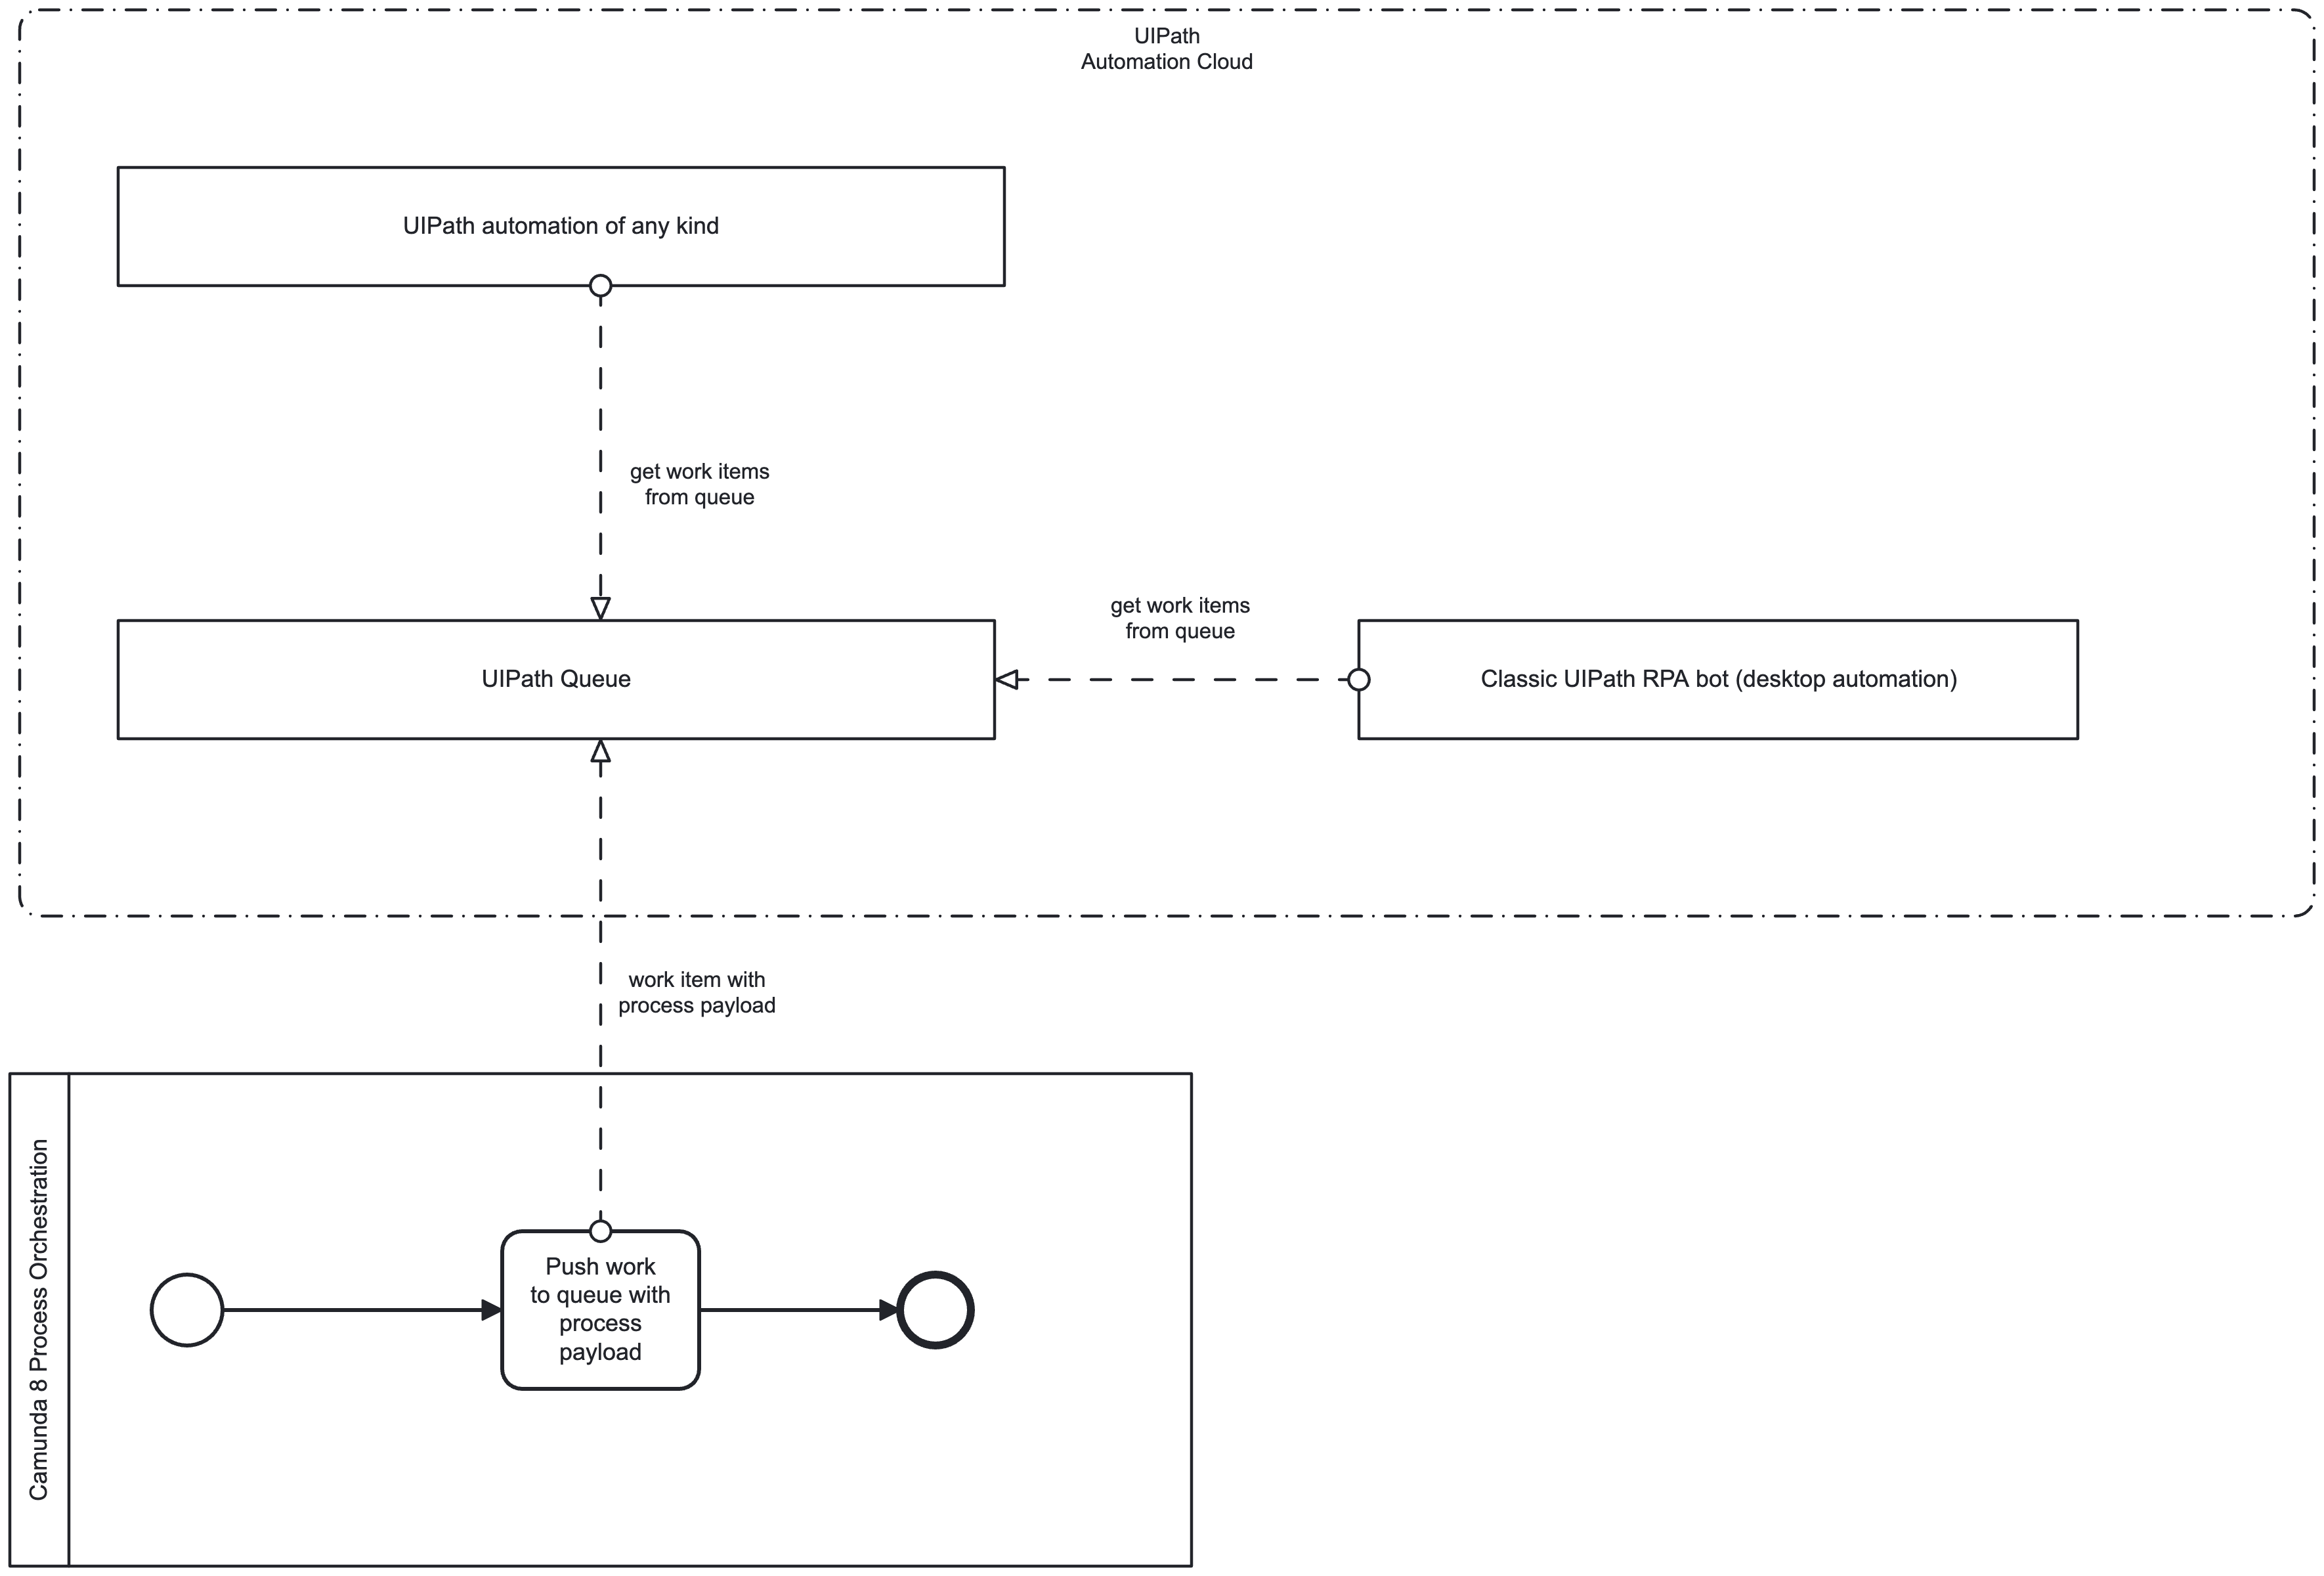 UIPath
Automation Cloud
UIPath automation of any kind
get work items
from queue
get work items
from queue
UIPath Queue
Classic UIPath RPA bot (desktop automation)
work item with
process payload
Camunda 8 Process Orchestration
Push work
to queue with
process
payload